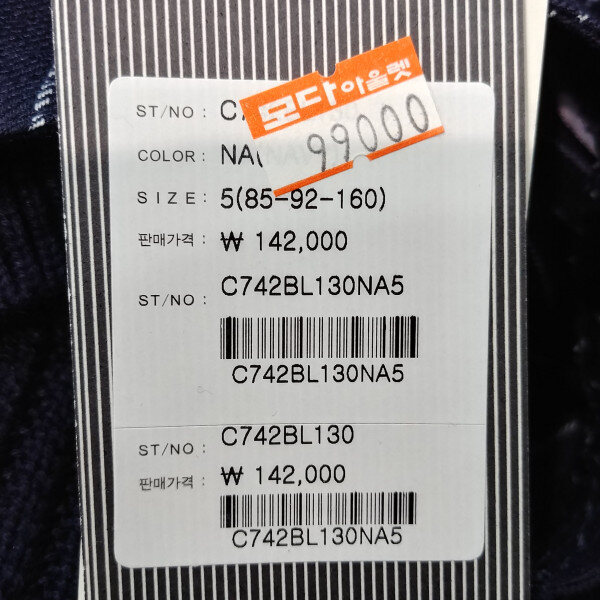 모다아울렛
99000
ST/NO :
COLOR : NA(
SIZE : 5(85-92-160)
판매가격 : ₩ 142,000
ST/NO : C742BL130NA5
C742BL130NA5
ST/NO : C742BL130
판매가격 : ₩ 142,000
C742BL130NA5